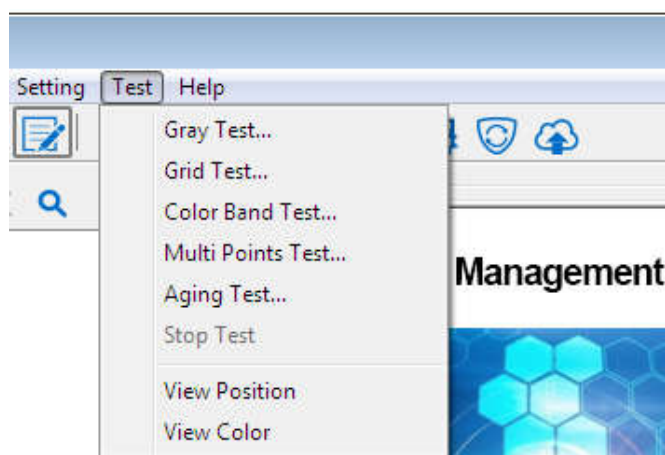 Setting Test Help
Gray Test...
Grid Test...
Color Band Test...
Multi Points Test...
Aging Test...
Stop Test
View Position
View Color
Management